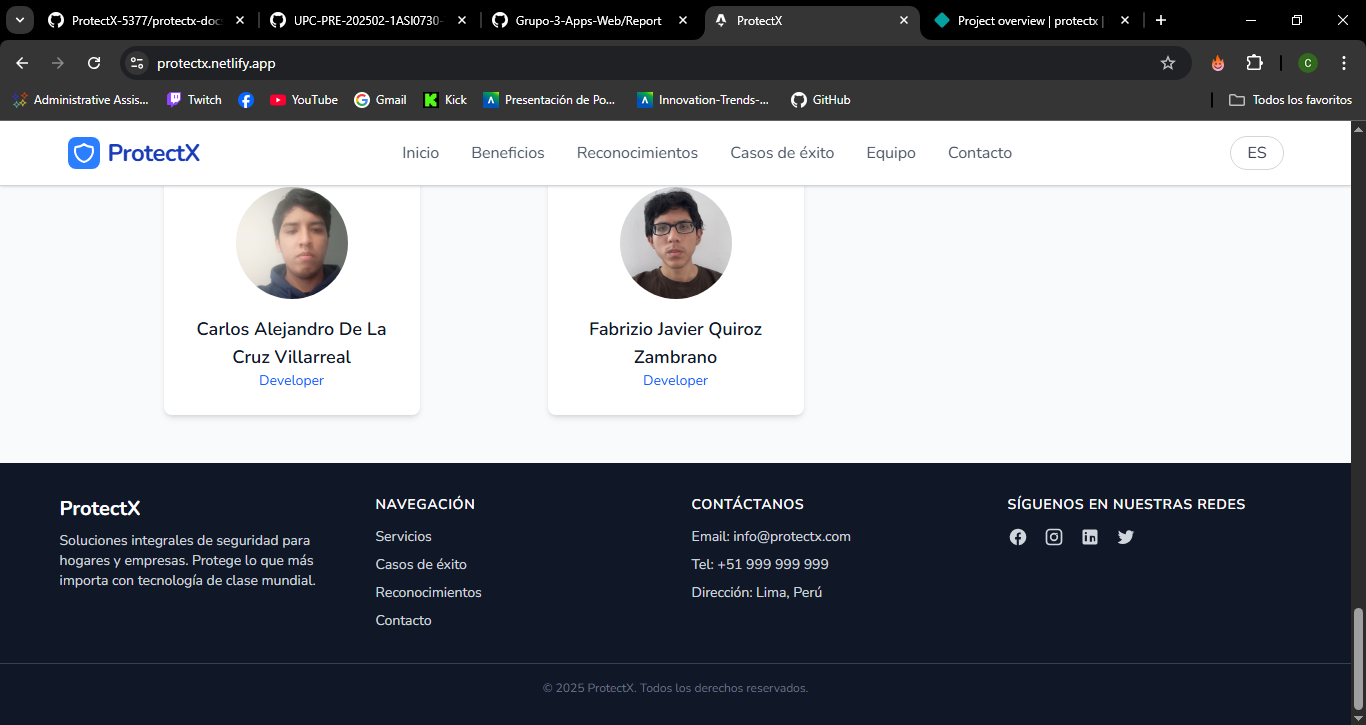 ProtectX-5377/protectx-doc
UPC-PRE-202502-1ASI0730-
Grupo-3-Apps-Web/Report
ProtectX
Project overview | protectx |
protectx.netlify.app
C
Administrative Assis...
Twitch
YouTube
Gmail
Kick
Presentación de Po...
Innovation-Trends-...
GitHub
Todos los favoritos
ProtectX
Inicio
Beneficios
Reconocimientos
Casos de éxito
Equipo
Contacto
ES
Carlos Alejandro De La
Cruz Villarreal
Developer
Fabrizio Javier Quiroz
Zambrano
Developer
ProtectX
Soluciones integrales de seguridad para
hogares y empresas. Protege lo que más
importa con tecnología de clase mundial.
NAVEGACIÓN
Servicios
Casos de éxito
Reconocimientos
Contacto
CONTÁCTANOS
Email: info@protectx.com
Tel: +51 999 999 999
Dirección: Lima, Perú
SÍGUENOS EN NUESTRAS REDES
© 2025 ProtectX. Todos los derechos reservados.